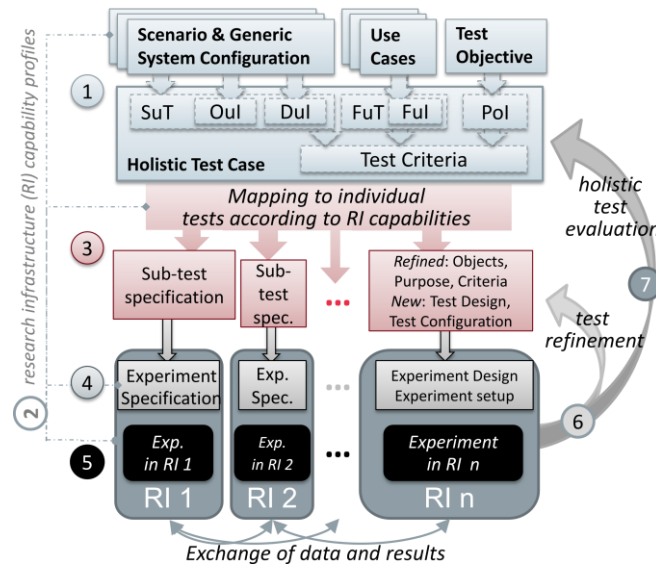 Scenario & Generic
System Configuration
Use
Cases
Test
Objective
1
SuT
OuI
DuI
FuT
FuI
PoI
Holistic Test Case
Test Criteria
research infrastructure (RI) capability profiles
2
Mapping to individual
tests according to RI capabilities
holistic
test
evaluation
3
Sub-test
specification
Sub-
test
spec.
...
Refined: Objects,
Purpose, Criteria
New: Test Design,
Test Configuration
7
test
refinement
4
Experiment
Specification
Exp.
Spec.
...
Experiment Design
Experiment setup
6
5
Exp.
in RI 1
Exp.
in RI 2
...
Experiment
in RI n
RI 1
RI 2
RI n
Exchange of data and results